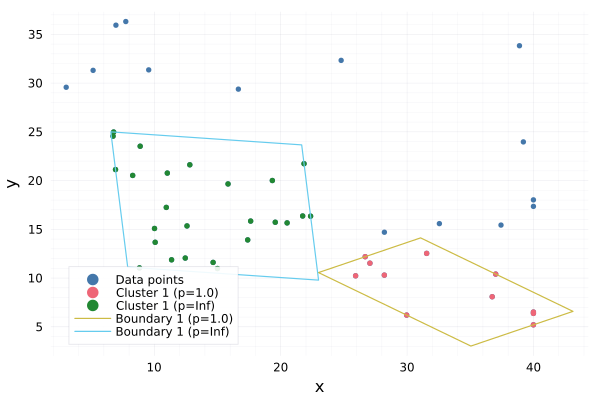 35
30
25
20
15
10
5
y
Data points
Cluster 1 (p=1.0)
Cluster 1 (p=Inf)
Boundary 1 (p=1.0)
Boundary 1 (p=Inf)
10 20 30 40
x